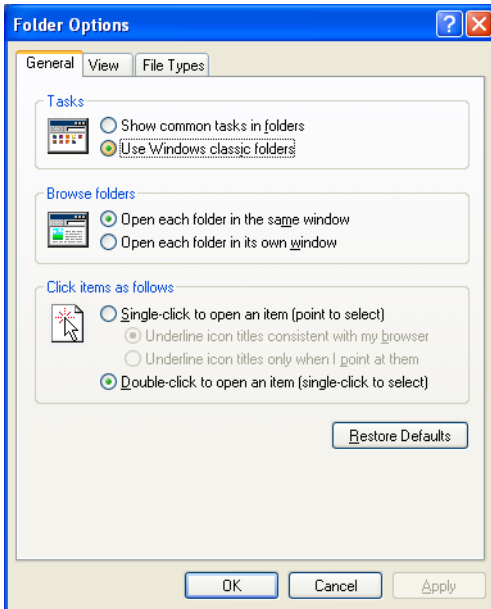 Folder Options
General View File Types
Tasks
Show common tasks in folders
Use Windows classic folders
Browse folders
Open each folder in the same window
Open each folder in its own window
Click items as follows
Single-click to open an item (point to select)
Underline icon titles consistent with my browser
Underline icon titles only when I point at them
Double-click to open an item (single-click to select)
Restore Defaults
OK Cancel Apply